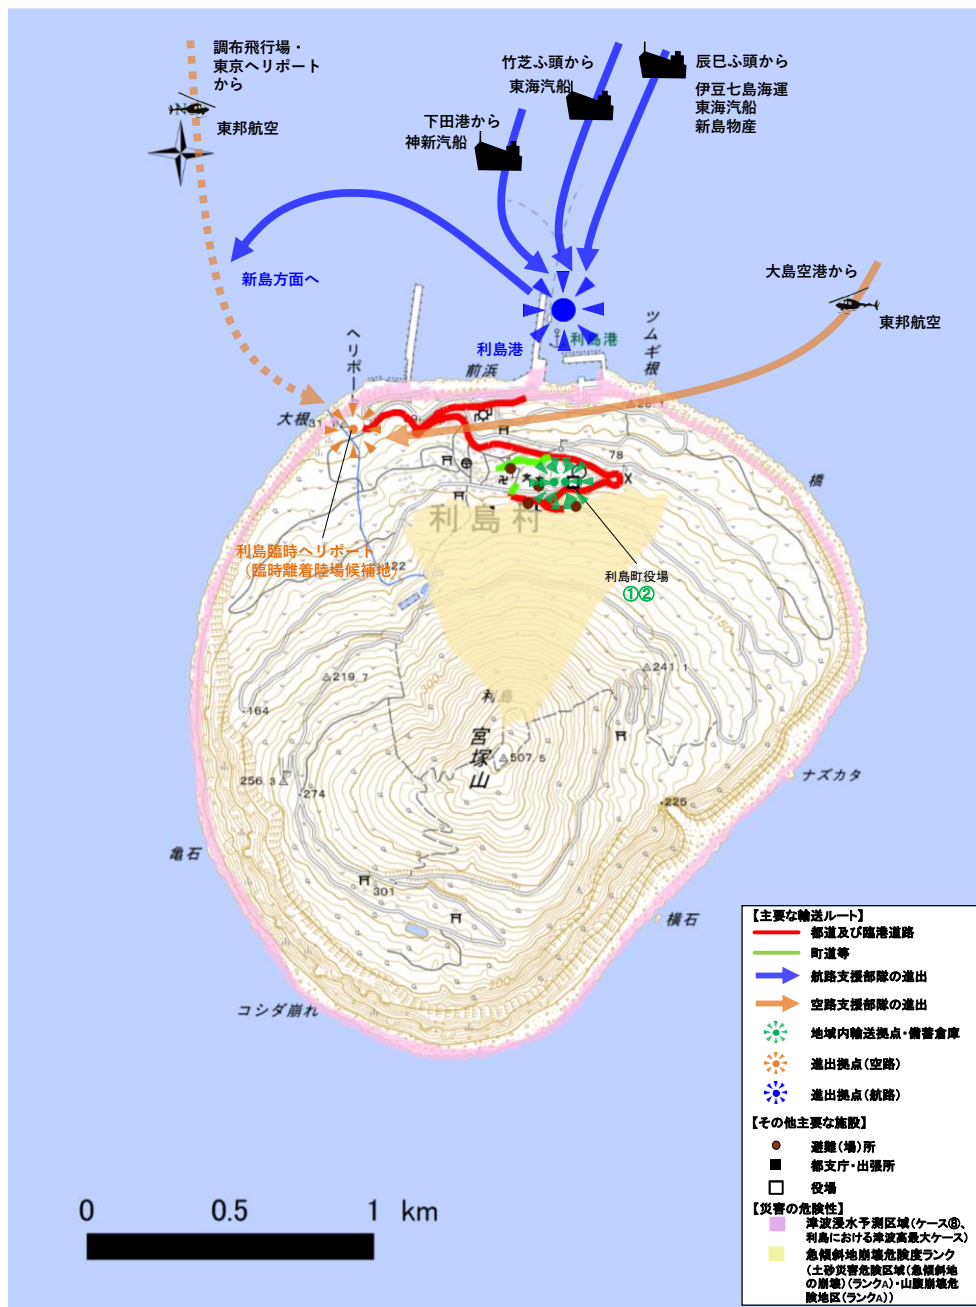 調布飛行場・
東京ヘリポート
から
東邦航空
竹芝ふ頭から
東海汽船
辰巳ふ頭から
伊豆七島海運
東海汽船
新島物産
下田港から
神新汽船
新島方面へ
大島空港から
東邦航空
利島港
利島港
ツムギ根
ヘリポート
前浜
大根
31
78
橋
利島村
利島臨時ヘリポート
(臨時離着陸場候補地)
122
利島町役場
①②
150
300
241.1
219.7
利島
164
宮塚山
507.5
256.3
274
225
ナズカタ
亀石
301
横石
コシダ崩れ
200
【主要な輸送ルート】
都道及び臨港道路
町道等
航路支援部隊の進出
空路支援部隊の進出
地域内輸送拠点・備蓄倉庫
進出拠点(空路)
進出拠点(航路)
【その他主要な施設】
避難(場)所
都支庁・出張所
役場
【災害の危険性】
津波浸水予測区域(ケース⑧、
利島における津波高最大ケース)
急傾斜地崩壊危険度ランク
(土砂災害危険区域(急傾斜地
の崩壊)(ランクA)・山腹崩壊危
険地区(ランクA))
0 0.5 1 km